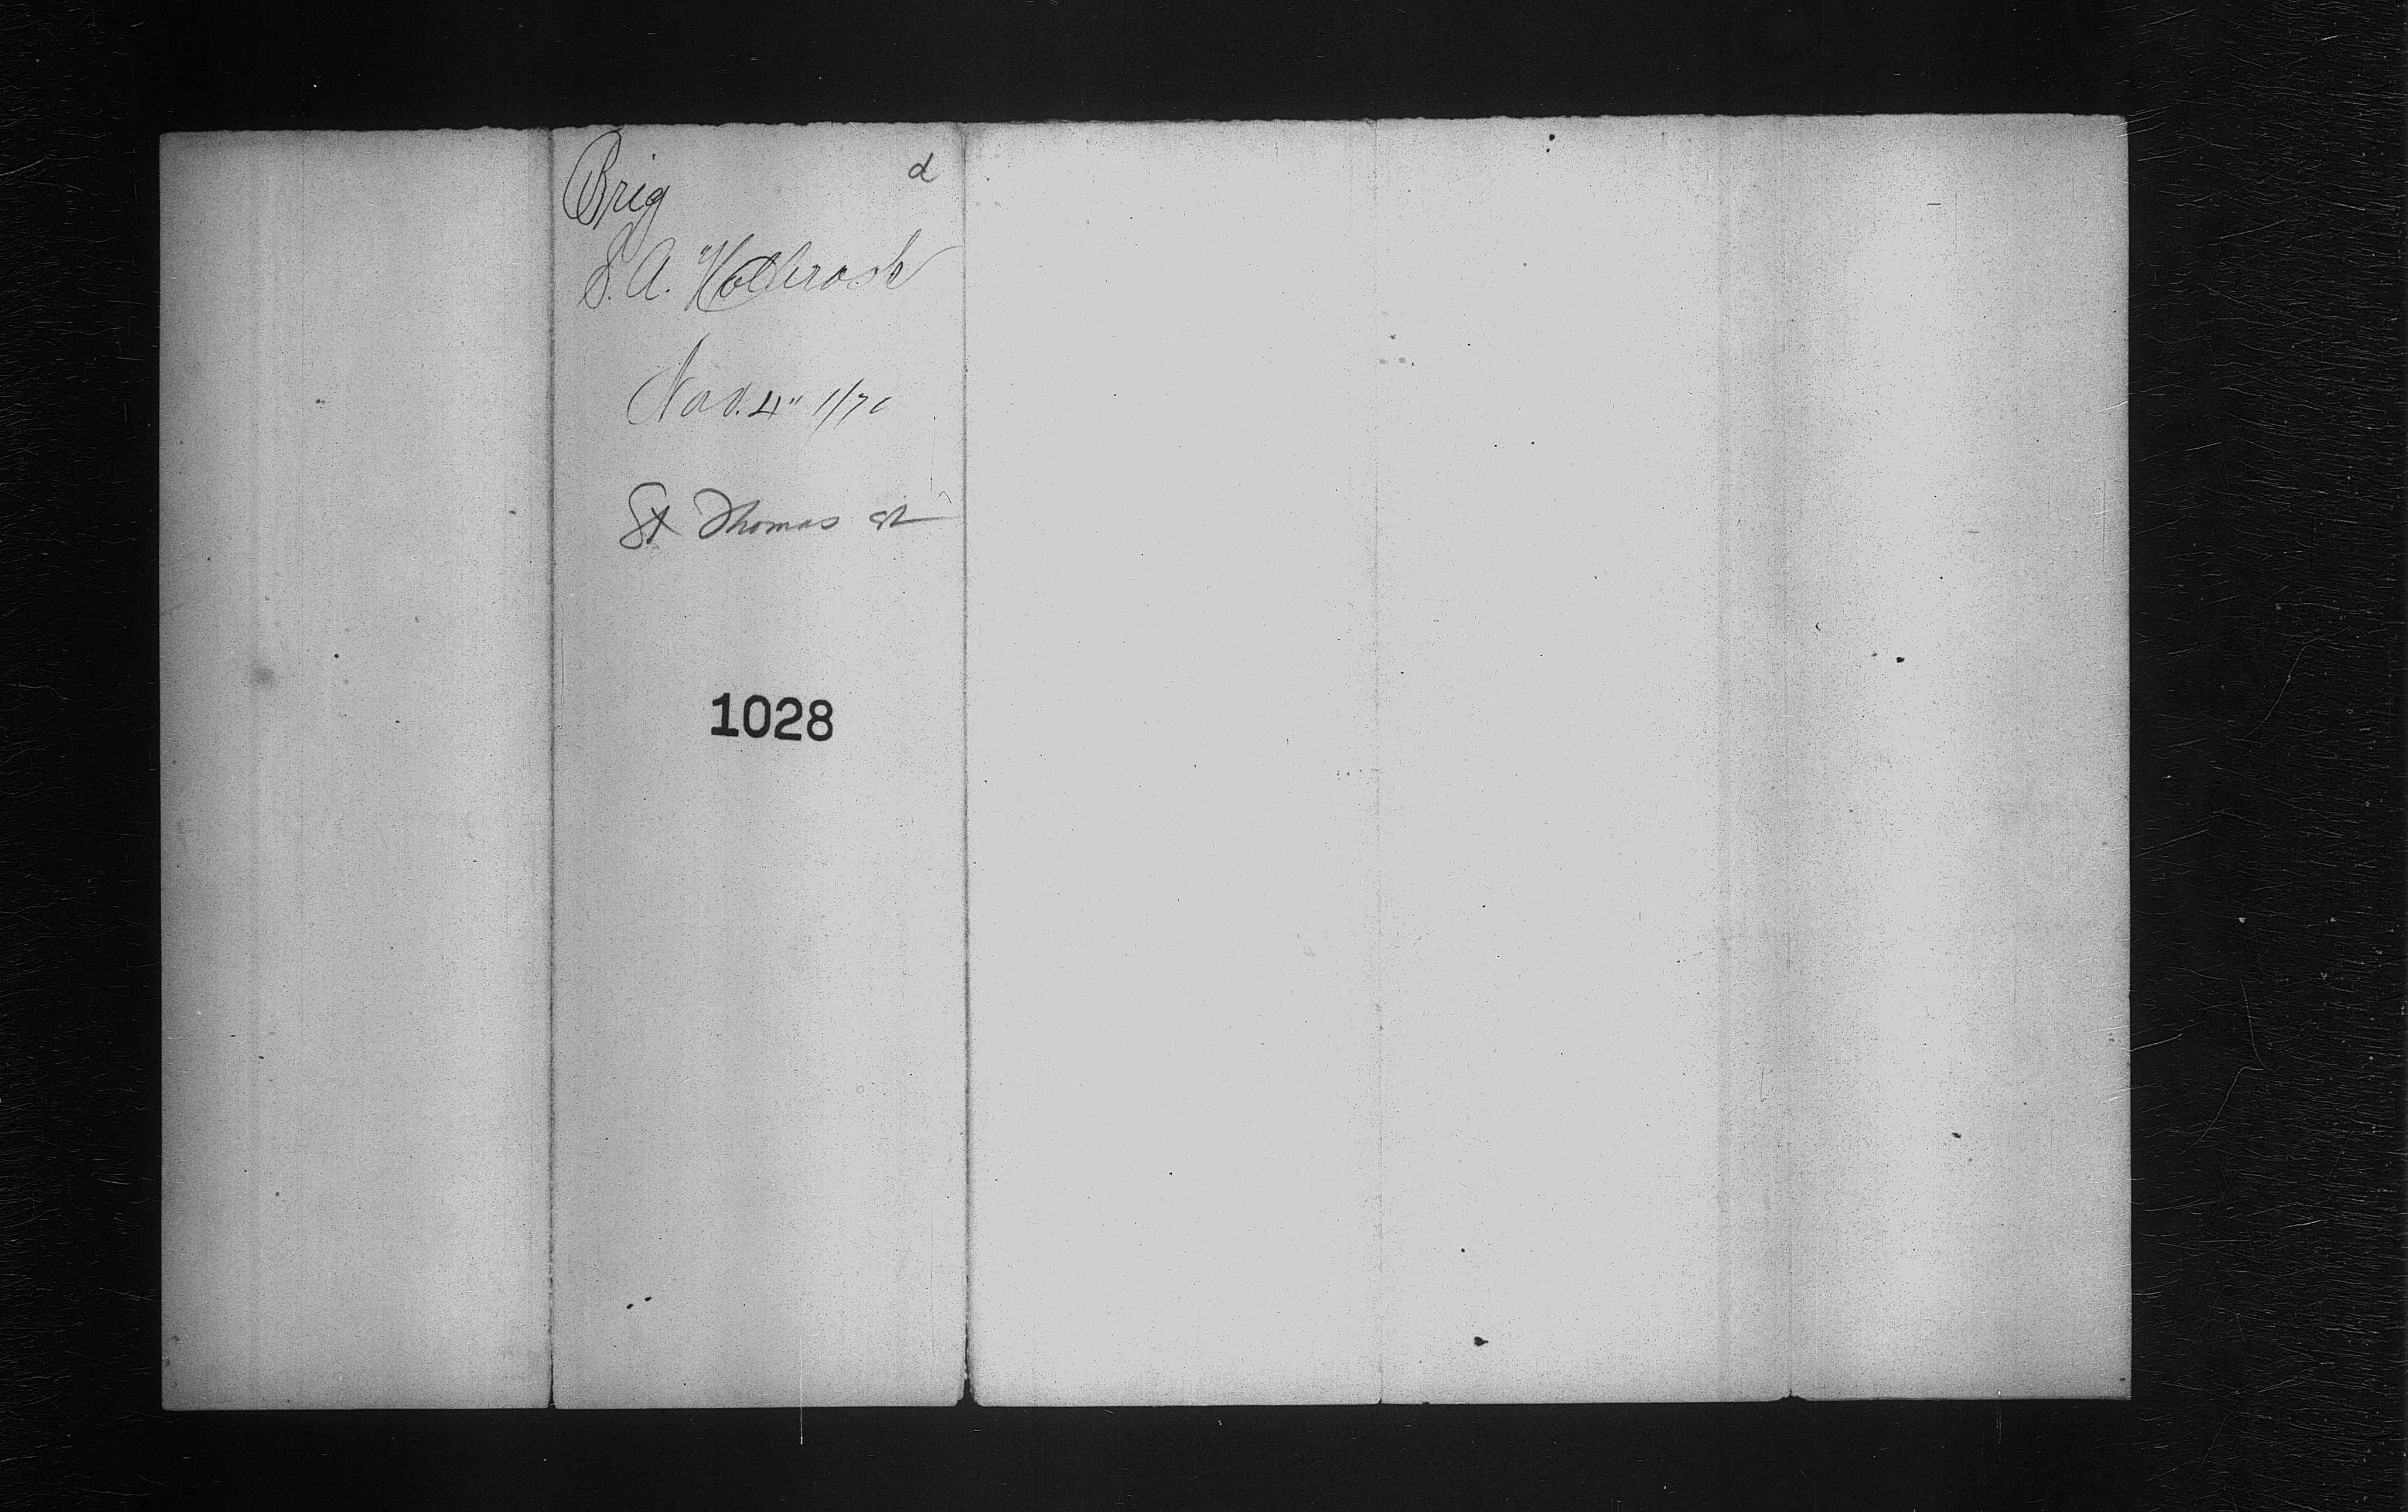 Brig d
S. A. Holbrook
Nov. 4" 1/70
St Thomas
1028